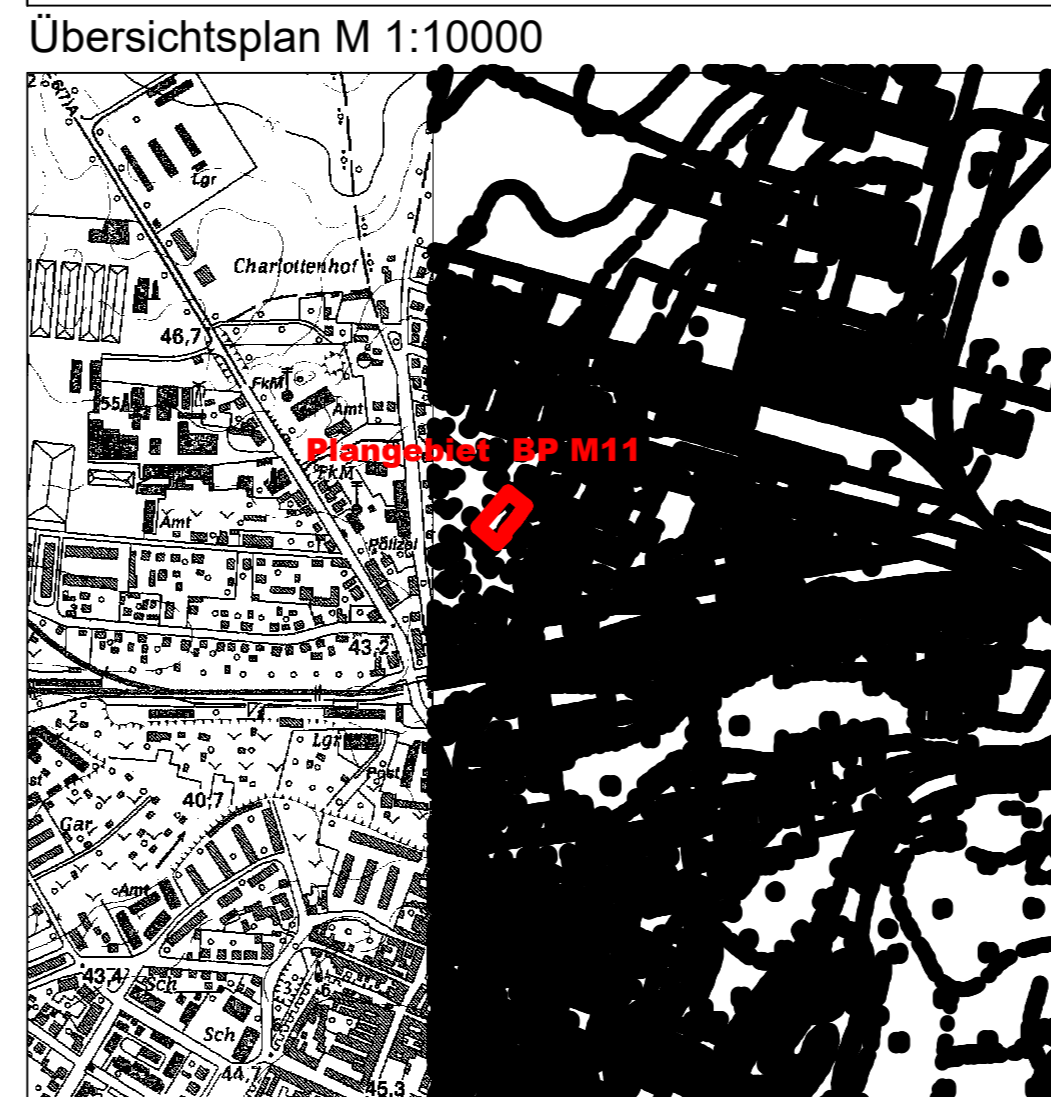 Übersichtsplan M 1:10000
Lgr
Charlottenhof
46,7
FkM
55
Amt
Plangebiet BP M11
FkM
Amt
Polizei
43,2
2
Lgr
Post
40,7
Gar
Amt
43,4
Sch
Sch
44,7
45,3